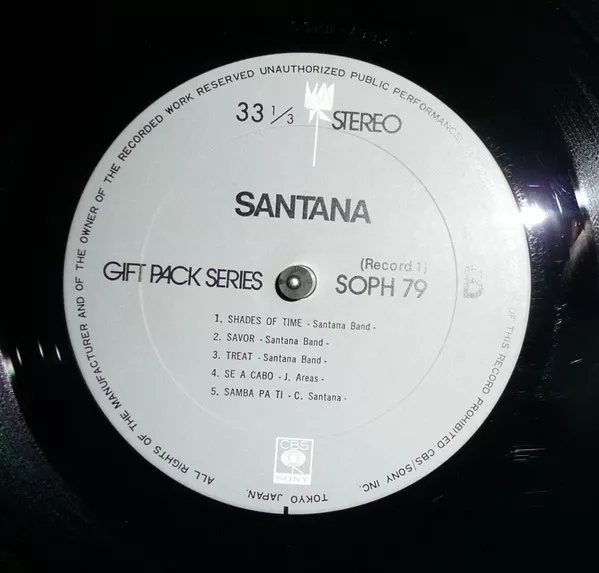 ALL RIGHTS OF THE MANUFACTURER AND OF THE OWNER OF THE RECORDED WORK RESERVED UNAUTHORIZED PUBLIC PERFORMANCE
OF THIS RECORD PROHIBITED CBS/SONY INC.
TOKYO JAPAN.
33 1/3 STEREO
SANTANA
(Record 1)
GIFT PACK SERIES SOPH 79
1. SHADES OF TIME - Santana Band -
2. SAVOR - Santana Band -
3. TREAT - Santana Band -
4. SE A CABO - J. Areas -
5. SAMBA PA TI - C. Santana -
CBS
SONY